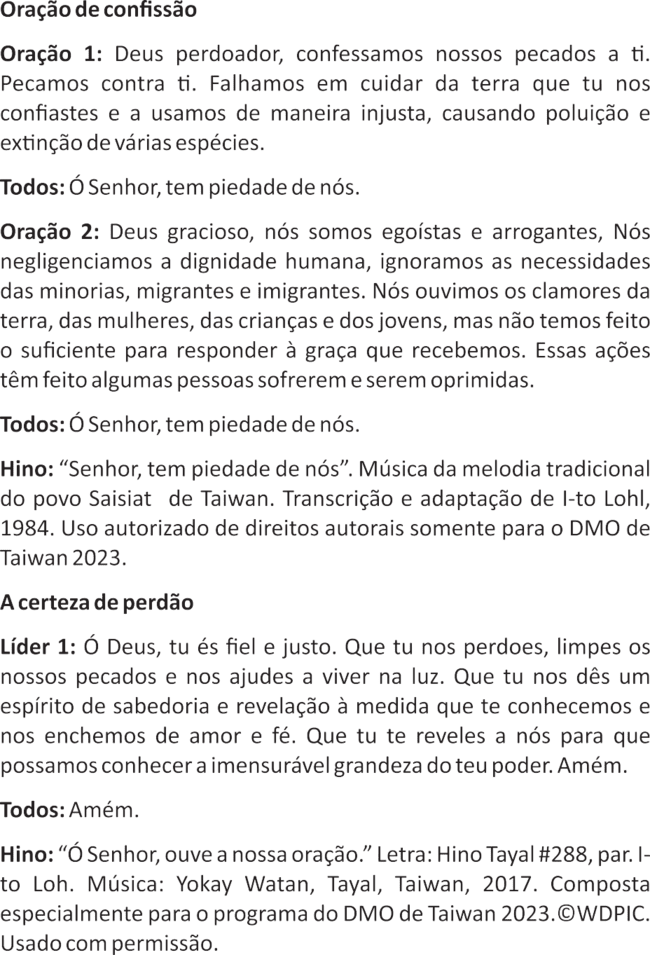 Oração de confissão
Oração 1: Deus perdoador, confessamos nossos pecados a ti.
Pecamos contra ti. Falhamos em cuidar da terra que tu nos
confiastes e a usamos de maneira injusta, causando poluição e
extinção de várias espécies.
Todos: Ó Senhor, tem piedade de nós.
Oração 2: Deus gracioso, nós somos egoístas e arrogantes, Nós
negligenciamos a dignidade humana, ignoramos as necessidades
das minorias, migrantes e imigrantes. Nós ouvimos os clamores da
terra, das mulheres, das crianças e dos jovens, mas não temos feito
o suficiente para responder à graça que recebemos. Essas ações
têm feito algumas pessoas sofrerem e serem oprimidas.
Todos: Ó Senhor, tem piedade de nós.
Hino: “Senhor, tem piedade de nós”. Música da melodia tradicional
do povo Saisiat de Taiwan. Transcrição e adaptação de I-to Lohl,
1984. Uso autorizado de direitos autorais somente para o DMO de
Taiwan 2023.
A certeza de perdão
Líder 1: Ó Deus, tu és fiel e justo. Que tu nos perdoes, limpes os
nossos pecados e nos ajudes a viver na luz. Que tu nos dês um
espírito de sabedoria e revelação à medida que te conhecemos e
nos enchemos de amor e fé. Que tu te reveles a nós para que
possamos conhecer a imensurável grandeza do teu poder. Amém.
Todos: Amém.
Hino: “Ó Senhor, ouve a nossa oração.” Letra: Hino Tayal #288, par. I-
to Loh. Música: Yokay Watan, Tayal, Taiwan, 2017. Composta
especialmente para o programa do DMO de Taiwan 2023.©WDPIC.
Usado com permissão.